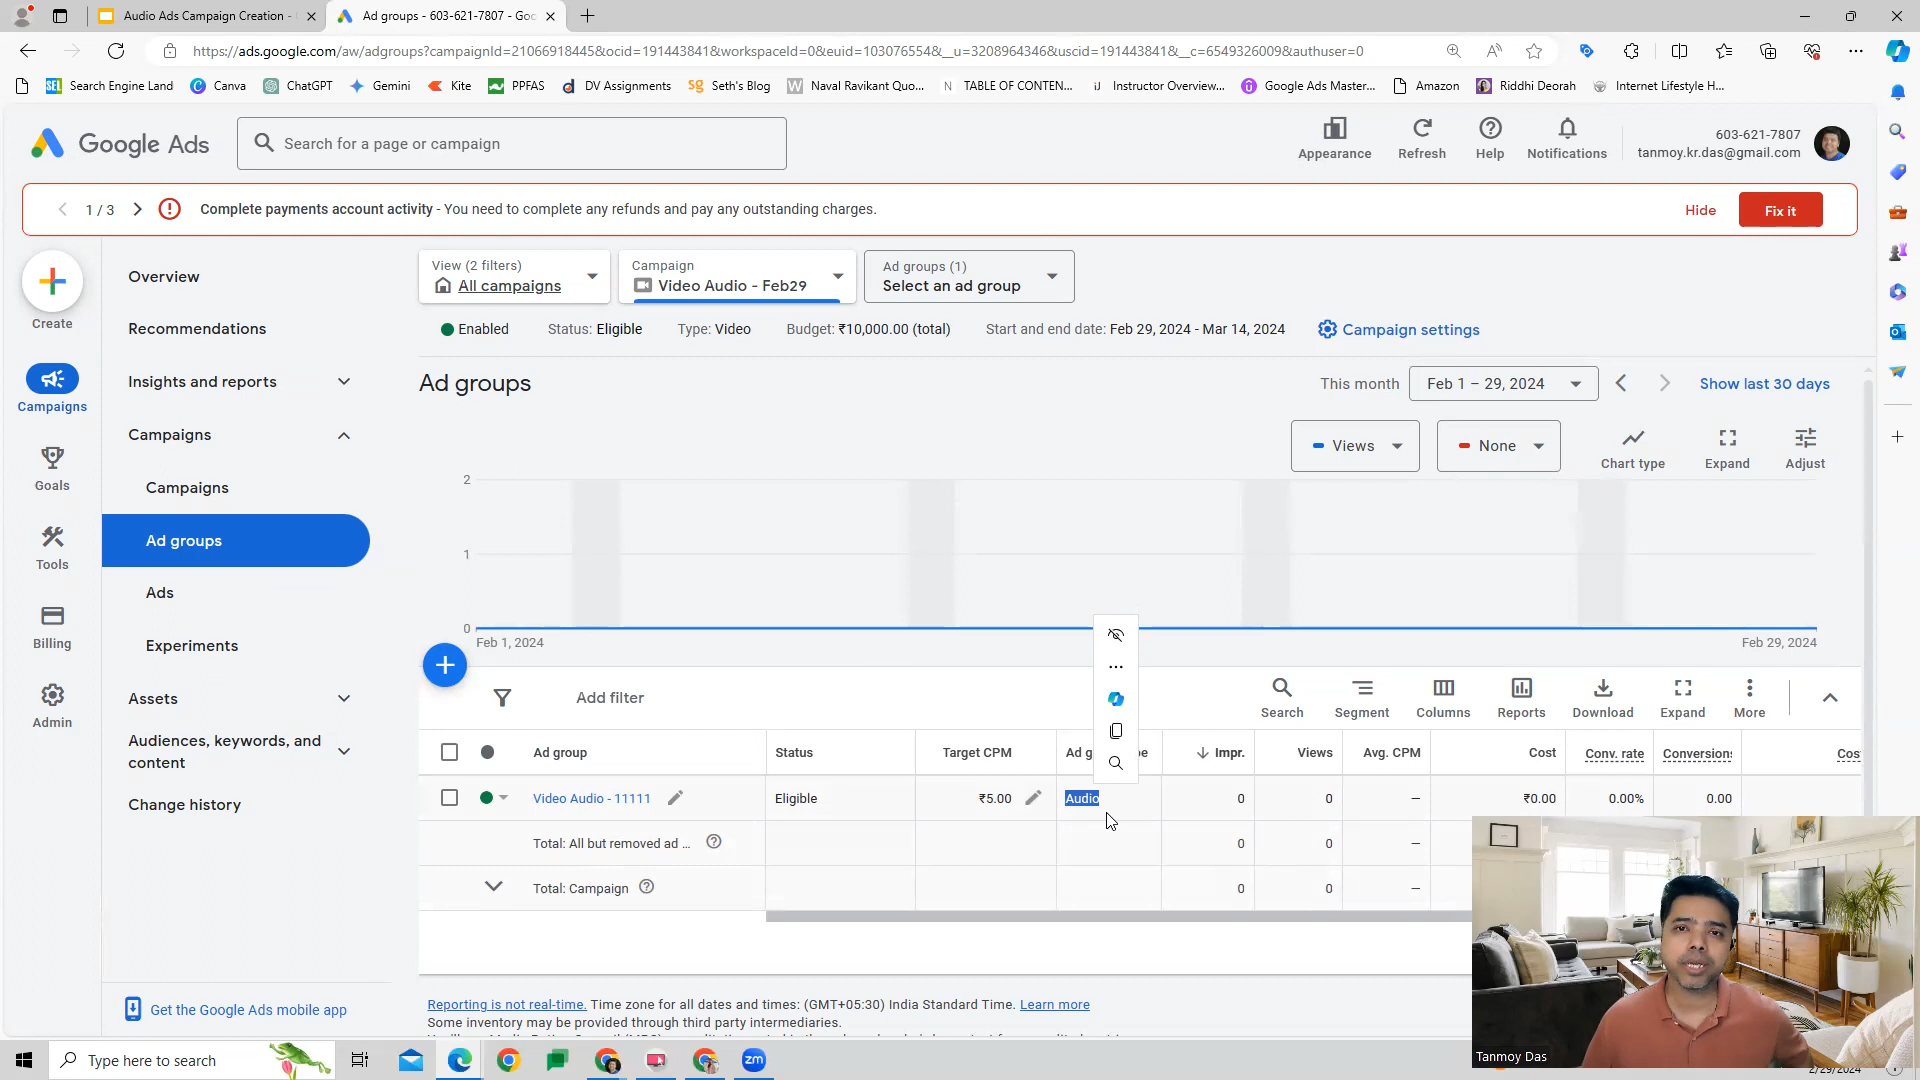 Audio Ads Campaign Creation -
Ad groups - 603-621-7807 - Goo
https://ads.google.com/aw/adgroups?campaignId=21066918445&ocid=191443841&workspaceId=0&euid=103076554&__u=3208964346&uscid=191443841&__c=6549326009&authuser=0
SEL Search Engine Land
Canva
ChatGPT
Gemini
Kite
PPFAS
DV Assignments
Seth's Blog
Naval Ravikant Quo...
TABLE OF CONTEN...
Instructor Overview...
Google Ads Master...
Amazon
Riddhi Deorah
Internet Lifestyle H...
Google Ads
Search for a page or campaign
Appearance
Refresh
Help
Notifications
603-621-7807
tanmoy.kr.das@gmail.com
1 / 3
Complete payments account activity - You need to complete any refunds and pay any outstanding charges.
Hide
Fix it
Create
Campaigns
Goals
Tools
Billing
Admin
Overview
Recommendations
Insights and reports
Campaigns
Campaigns
Ad groups
Ads
Experiments
Assets
Audiences, keywords, and
content
Change history
Get the Google Ads mobile app
View (2 filters)
All campaigns
Campaign
Video Audio - Feb29
Ad groups (1)
Select an ad group
Enabled
Status: Eligible
Type: Video
Budget: ₹10,000.00 (total)
Start and end date: Feb 29, 2024 - Mar 14, 2024
Campaign settings
Ad groups
This month
Feb 1 – 29, 2024
Show last 30 days
Views
None
Chart type
Expand
Adjust
2
1
0
Feb 1, 2024
Feb 29, 2024
Add filter
Search
Segment
Columns
Reports
Download
Expand
More
Ad group
Status
Target CPM
Impr.
Views
Avg. CPM
Cost
Conv. rate
Conversions
Video Audio - 11111
Eligible
₹5.00
Audio
0
0
–
₹0.00
0.00%
0.00
Total: All but removed ad ...
0
0
–
Total: Campaign
0
0
–
Reporting is not real-time. Time zone for all dates and times: (GMT+05:30) India Standard Time. Learn more
Some inventory may be provided through third party intermediaries.
Tanmoy Das
Type here to search
zm
2/29/2024